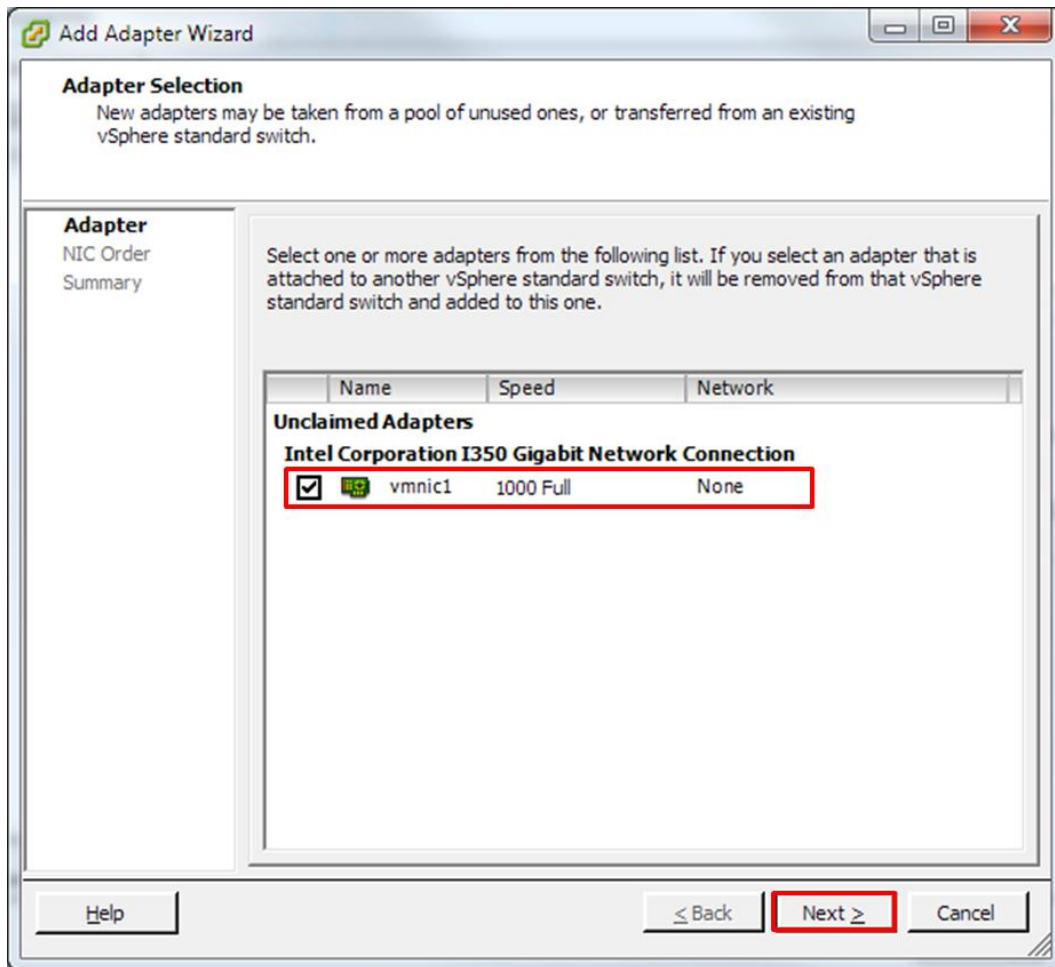 Add Adapter Wizard
Adapter Selection
New adapters may be taken from a pool of unused ones, or transferred from an existing
vSphere standard switch.
Adapter
NIC Order
Summary
Select one or more adapters from the following list. If you select an adapter that is
attached to another vSphere standard switch, it will be removed from that vSphere
standard switch and added to this one.
Name Speed Network
Unclaimed Adapters
Intel Corporation I350 Gigabit Network Connection
vmnic1 1000 Full None
Help < Back Next > Cancel